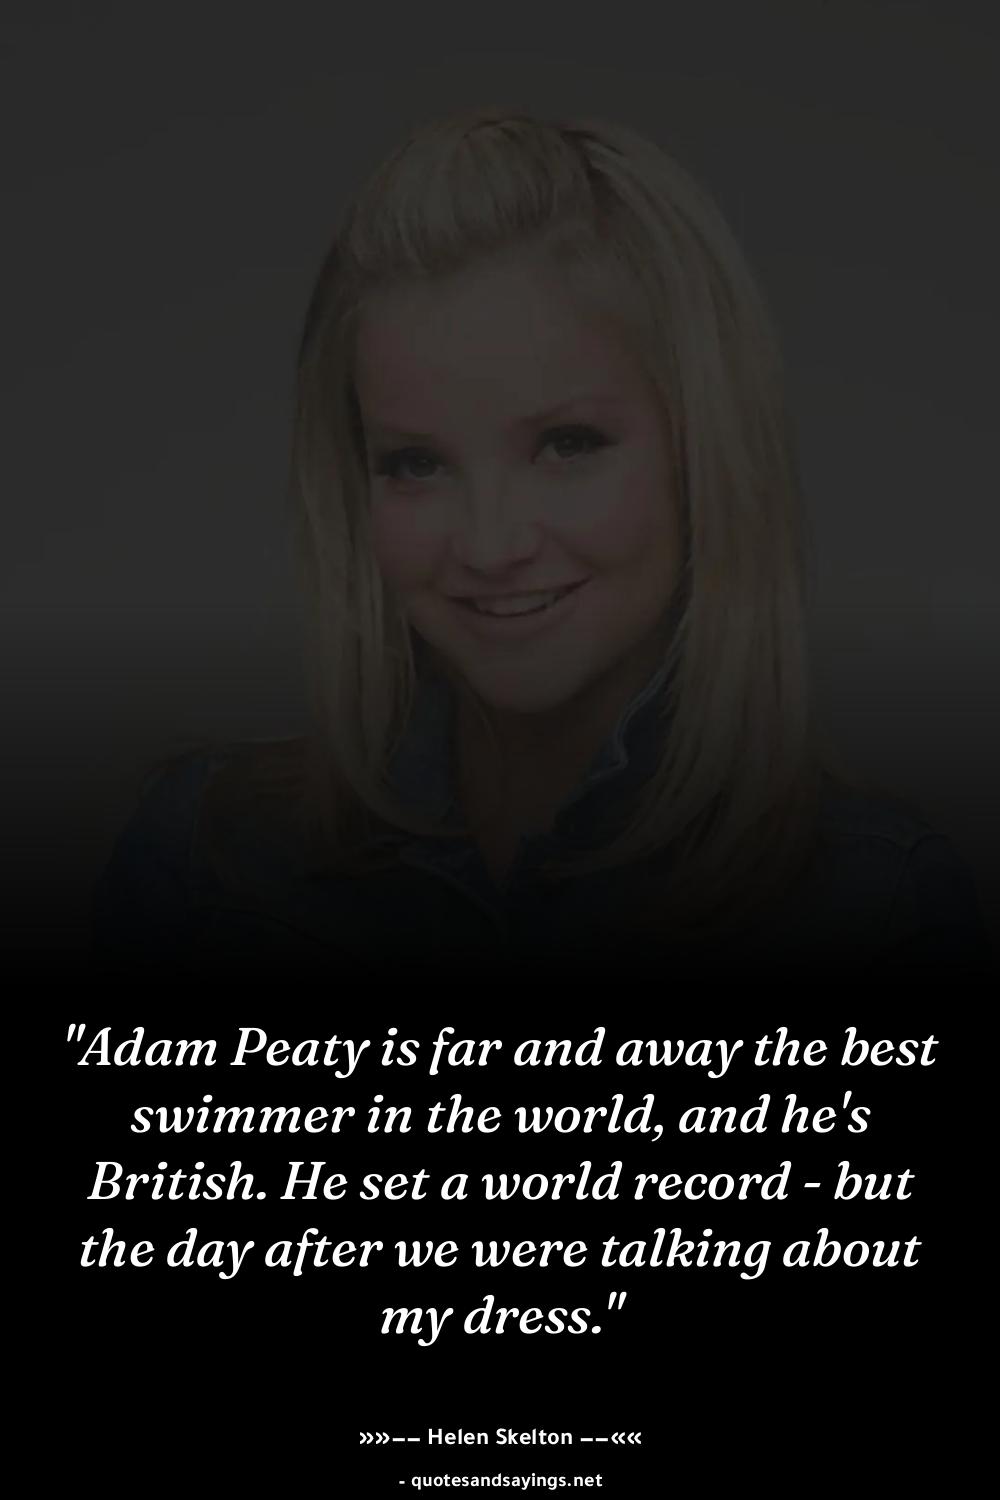 "Adam Peaty is far and away the best
swimmer in the world, and he's
British. He set a world record - but
the day after we were talking about
my dress."
»»−− Helen Skelton −−««
- quotesandsayings.net